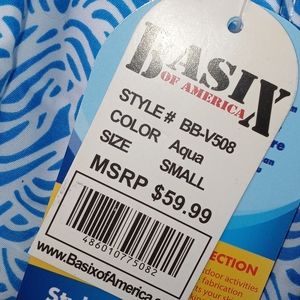 BASIX
OF AMERICA
STYLE # BB-V508
COLOR Aqua
SIZE SMALL
MSRP $59.99
486010775082
www.BasixofAmerica.
ECTION
door activities
fabrication